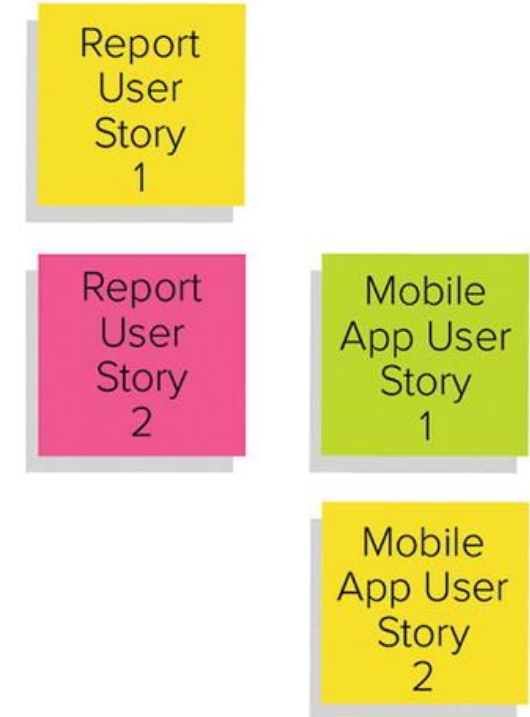 Report
User
Story
1
Report
User
Story
2
Mobile
App User
Story
1
Mobile
App User
Story
2